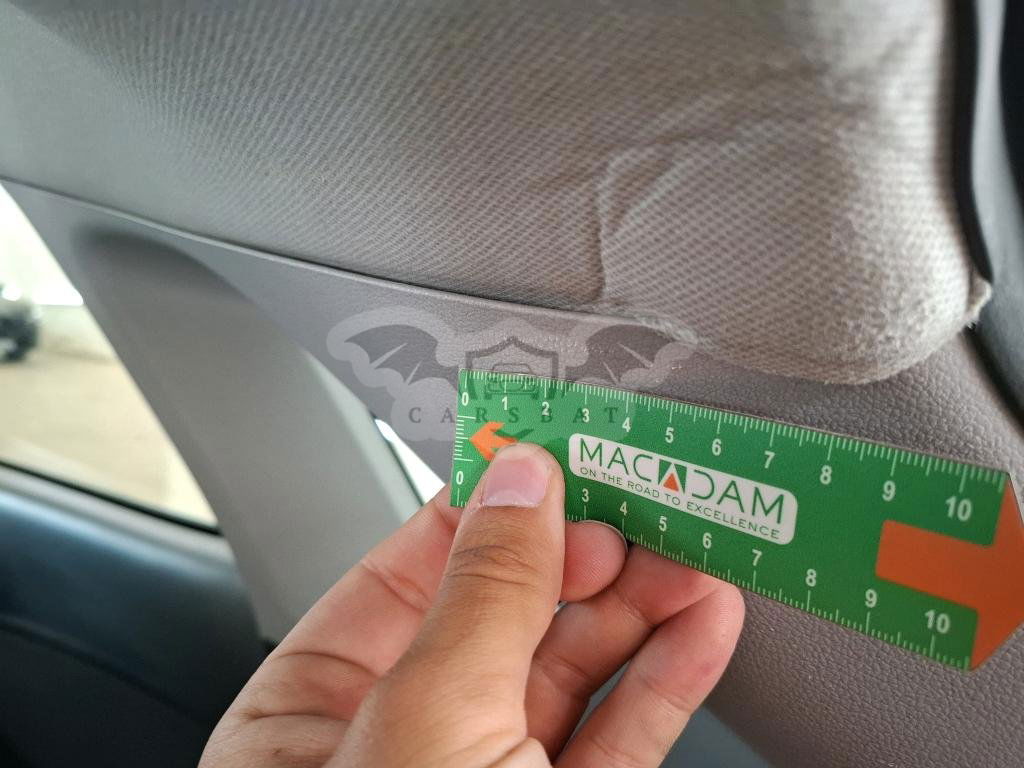 CARSBAT
0 1 2 3 4 5 6 7 8 9 10
MACADAM
ON THE ROAD TO EXCELLENCE
0 3 4 5 6 7 8 9 10